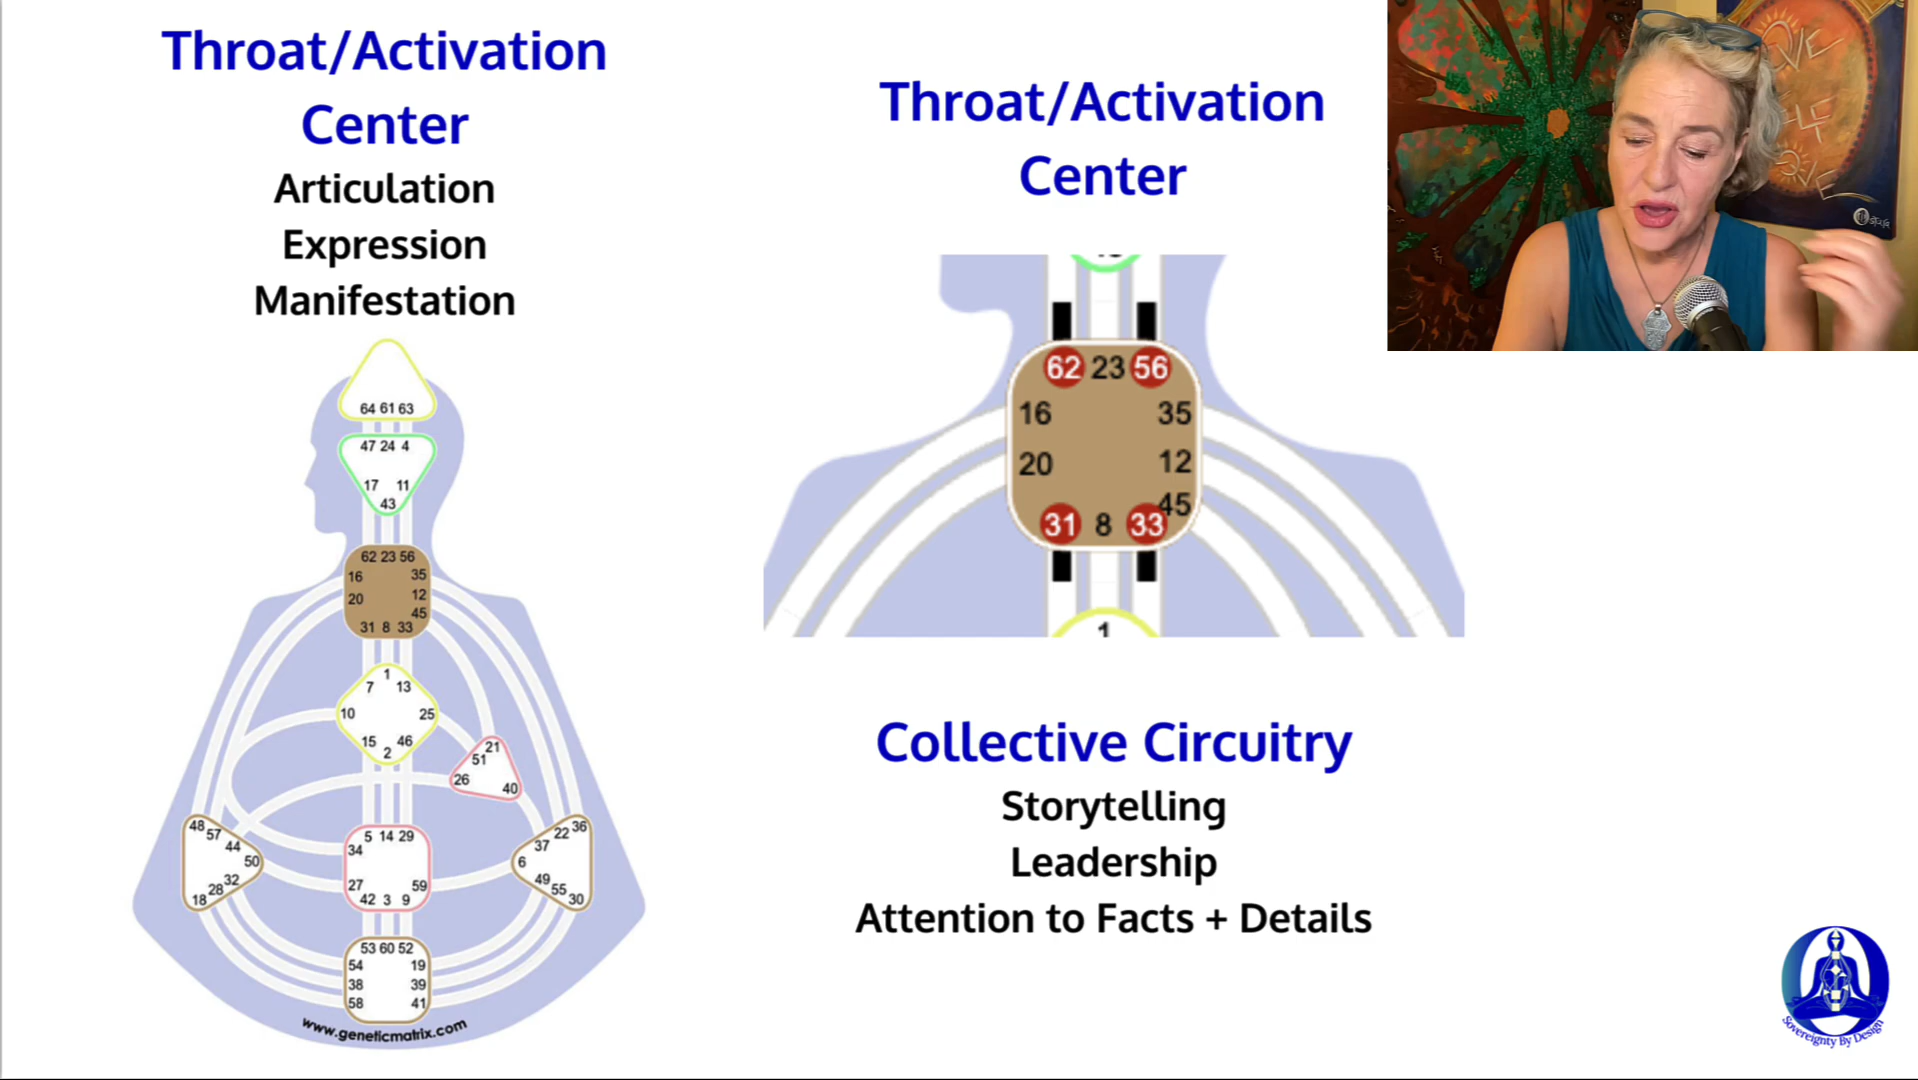 Throat/Activation
Center
Articulation
Expression
Manifestation
64 61 63
47 24 4
17 11
43
62 23 56
16 35
20 12
45
31 8 33
1
7 13
10 25
15 46
2
21
51
26
40
48
57
44
50
32
28
18
22 36
37
6
49
55
30
5 14 29
34
27 59
42 3 9
53 60 52
54 19
38 39
58 41
www.geneticmatrix.com
Throat/Activation
Center
62 23 56
16 35
20 12
45
31 8 33
1
Collective Circuitry
Storytelling
Leadership
Attention to Facts + Details
Sovereignty By Design